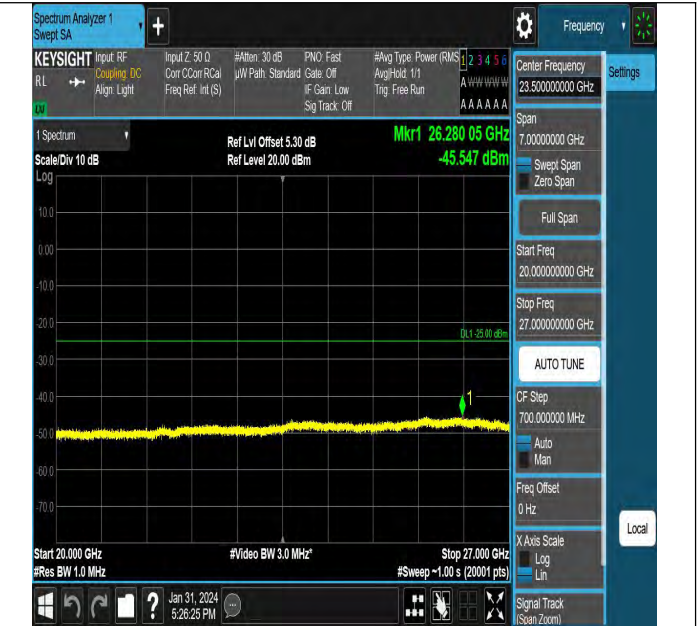 Spectrum Analyzer 1
Swept SA
+
Frequency
KEYSIGHT
RL
Input: RF
Coupling: DC
Align: Light
Input Z: 50 Ω
Corr CCorr RCal
Freq Ref: Int (S)
#Atten: 30 dB
µW Path: Standard
PNO: Fast
Gate: Off
IF Gain: Low
Sig Track: Off
#Avg Type: Power (RMS)
Avg|Hold: 1/1
Trig: Free Run
1 2 3 4 5 6
A W W W W W
A A A A A A
1 Spectrum
Scale/Div 10 dB
Log
Ref Lvl Offset 5.30 dB
Ref Level 20.00 dBm
Mkr1 26.280 05 GHz
-45.547 dBm
10.0
0.00
-10.0
-20.0
DL1 -25.00 dBm
-30.0
-40.0
1
-50.0
-60.0
-70.0
Start 20.000 GHz
#Res BW 1.0 MHz
#Video BW 3.0 MHz*
Stop 27.000 GHz
#Sweep ~1.00 s (20001 pts)
Center Frequency
23.500000000 GHz
Settings
Span
7.00000000 GHz
Swept Span
Zero Span
Full Span
Start Freq
20.000000000 GHz
Stop Freq
27.000000000 GHz
AUTO TUNE
CF Step
700.000000 MHz
Auto
Man
Freq Offset
0 Hz
X Axis Scale
Log
Lin
Local
Signal Track
(Span Zoom)
?
Jan 31, 2024
5:26:25 PM